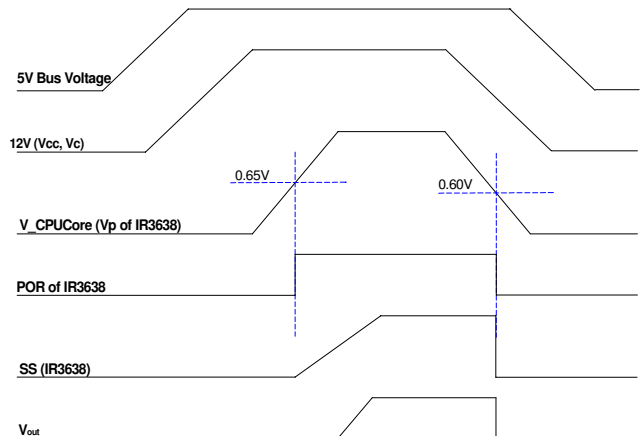 5V Bus Voltage
12V (Vcc, Vc)
0.65V
0.60V
V_CPUCore (Vp of IR3638)
POR of IR3638
SS (IR3638)
Vout